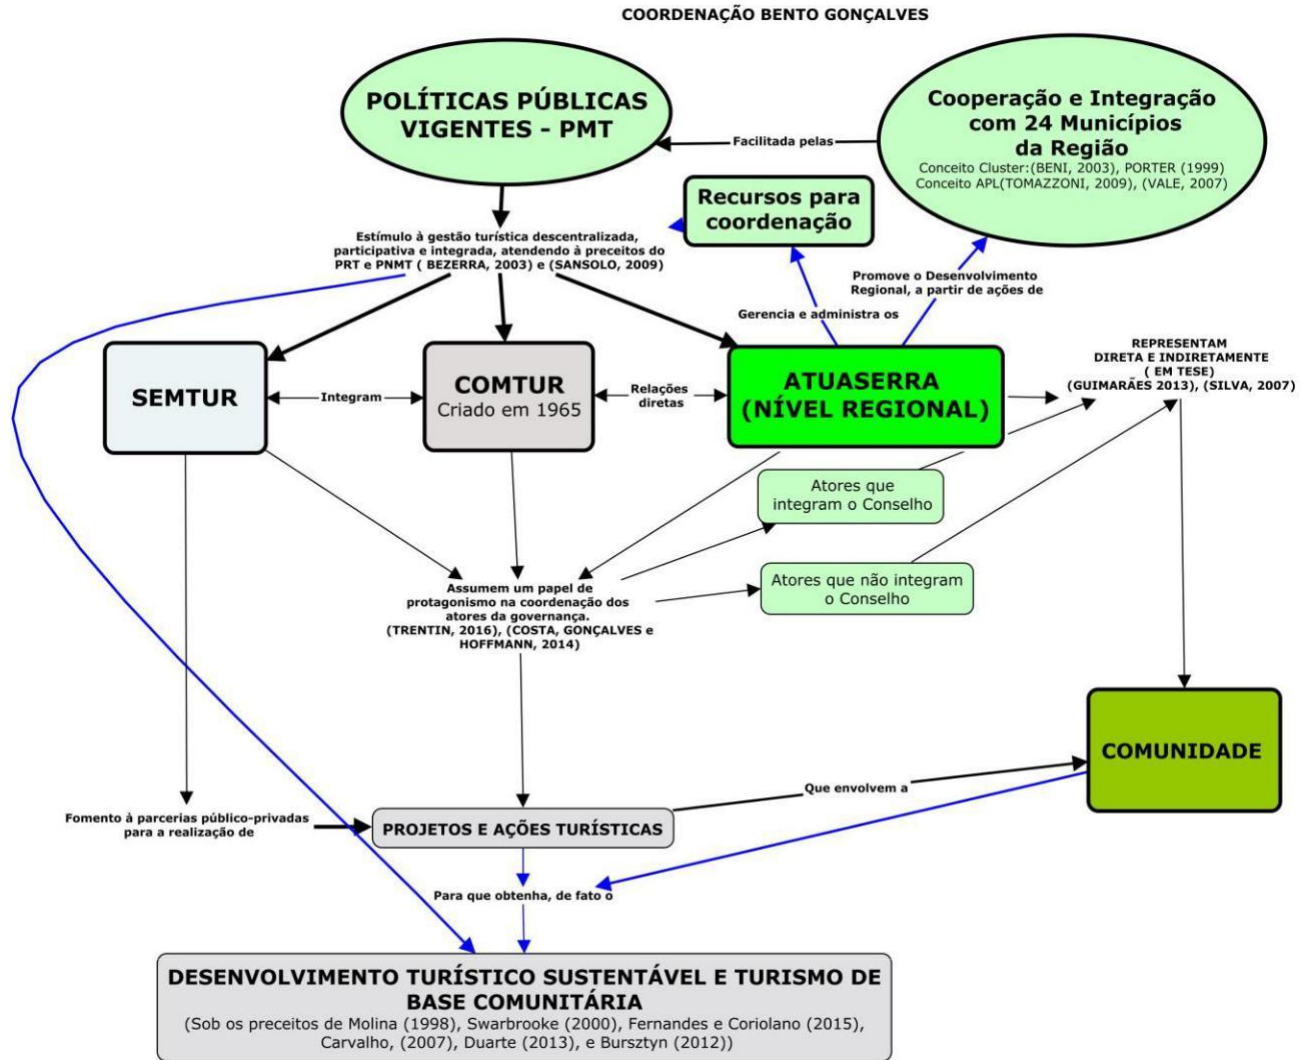 COORDENAÇÃO BENTO GONÇALVES
POLÍTICAS PÚBLICAS
VIGENTES - PMT
Facilitada pelas
Cooperação e Integração
com 24 Municípios
da Região
Conceito Cluster:(BENI, 2003), PORTER (1999)
Conceito APL(TOMAZZONI, 2009), (VALE, 2007)
Recursos para
coordenação
Estímulo à gestão turística descentralizada,
participativa e integrada, atendendo à preceitos do
PRT e PNMT ( BEZERRA, 2003) e (SANSOLO, 2009)
Promove o Desenvolvimento
Regional, a partir de ações de
Gerencia e administra os
SEMTUR
Integram
COMTUR
Criado em 1965
Relações
diretas
ATUASERRA
(NÍVEL REGIONAL)
REPRESENTAM
DIRETA E INDIRETAMENTE
( EM TESE)
(GUIMARÃES 2013), (SILVA, 2007)
Atores que
integram o Conselho
Atores que não integram
o Conselho
Assumem um papel de
protagonismo na coordenação dos
atores da governança.
(TRENTIN, 2016), (COSTA, GONÇALVES e
HOFFMANN, 2014)
COMUNIDADE
Que envolvem a
Fomento à parcerias público-privadas
para a realização de
PROJETOS E AÇÕES TURÍSTICAS
Para que obtenha, de fato o
DESENVOLVIMENTO TURÍSTICO SUSTENTÁVEL E TURISMO DE
BASE COMUNITÁRIA
(Sob os preceitos de Molina (1998), Swarbrooke (2000), Fernandes e Coriolano (2015),
Carvalho, (2007), Duarte (2013), e Bursztyn (2012))